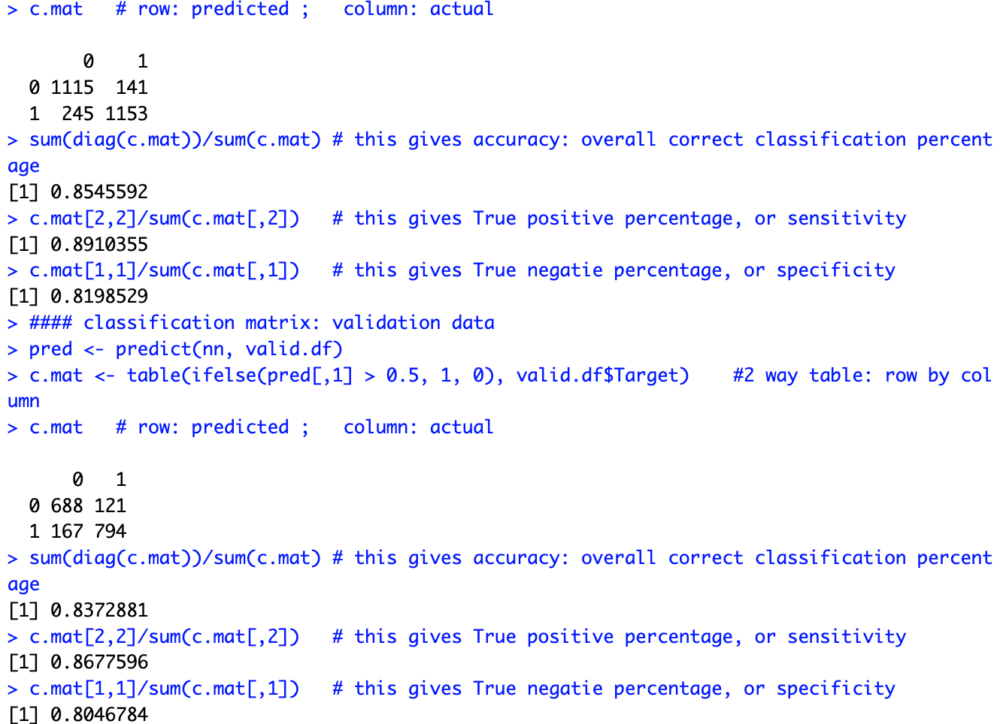 > c.mat   # row: predicted ;   column: actual
       0    1
  0 1115  141
  1  245 1153
> sum(diag(c.mat))/sum(c.mat) # this gives accuracy: overall correct classification percent
age
[1] 0.8545592
> c.mat[2,2]/sum(c.mat[,2])   # this gives True positive percentage, or sensitivity
[1] 0.8910355
> c.mat[1,1]/sum(c.mat[,1])   # this gives True negatie percentage, or specificity
[1] 0.8198529
> #### classification matrix: validation data
> pred <- predict(nn, valid.df)
> c.mat <- table(ifelse(pred[,1] > 0.5, 1, 0), valid.df$Target)    #2 way table: row by col
umn
> c.mat   # row: predicted ;   column: actual
      0   1
  0 688 121
  1 167 794
> sum(diag(c.mat))/sum(c.mat) # this gives accuracy: overall correct classification percent
age
[1] 0.8372881
> c.mat[2,2]/sum(c.mat[,2])   # this gives True positive percentage, or sensitivity
[1] 0.8677596
> c.mat[1,1]/sum(c.mat[,1])   # this gives True negatie percentage, or specificity
[1] 0.8046784